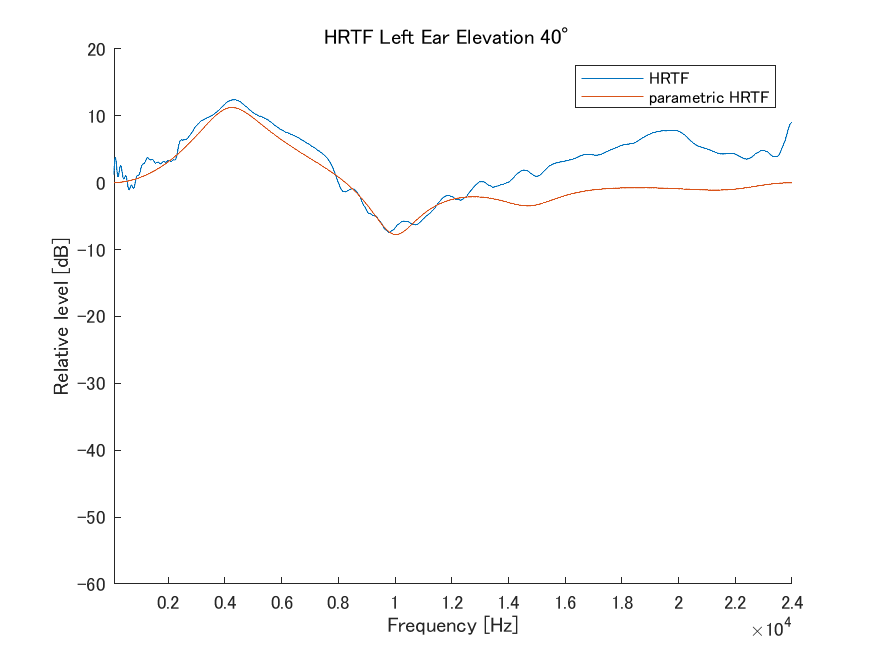 HRTF Left Ear Elevation 40°
HRTF
parametric HRTF
20
10
0
−10
−20
−30
−40
−50
−60
Relative level [dB]
0.2 0.4 0.6 0.8 1 1.2 1.4 1.6 1.8 2 2.2 2.4
Frequency [Hz]
×10⁴